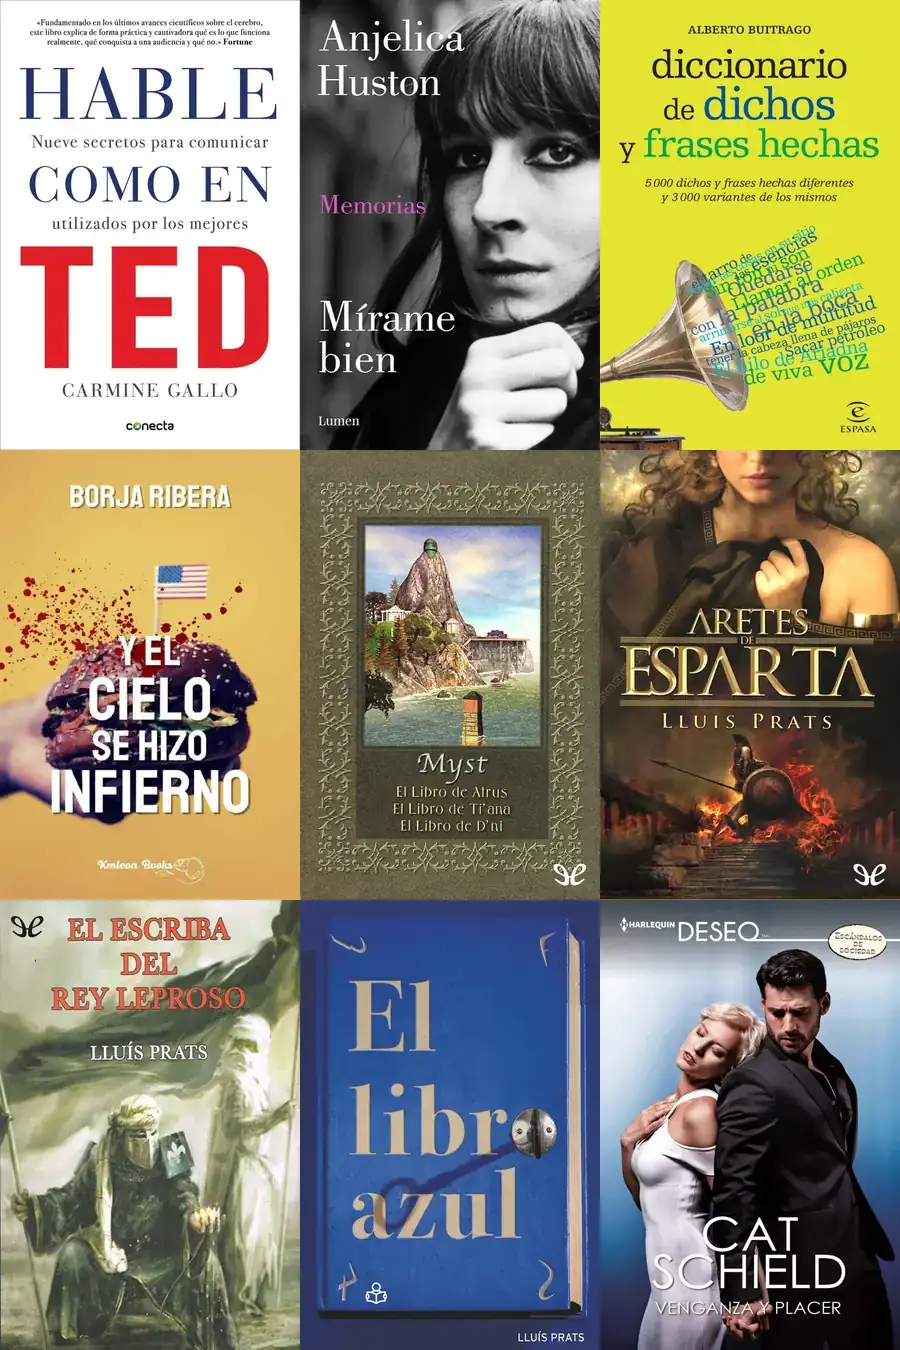 «Fundamentado en los últimos avances científicos sobre el cerebro,
este libro explica de forma práctica y cautivadora qué es lo que funciona
realmente, qué conquista a una audiencia y qué no.» Fortune
HABLE
Nueve secretos para comunicar
COMO EN
utilizados por los mejores
TED
CARMINE GALLO
conecta
Anjelica
Huston
Memorias
Mírame
bien
Lumen
ALBERTO BUITRAGO
diccionario
de dichos
y frases hechas
5 000 dichos y frases hechas diferentes
y 3 000 variantes de los mismos
esencias
Quedarse
Llamar al orden
con la palabra
en la boca
En loor de multitud
tener la cabeza llena de pájaros
Sacar petróleo
El hilo de Ariadna
de viva voz
ESPASA
BORJA RIBERA
Y EL
CIELO
SE HIZO
INFIERNO
Kmleon Books
Myst
El Libro de Atrus
El Libro de Ti'ana
El Libro de D'ni
ARETES
DE
ESPARTA
LLUIS PRATS
EL ESCRIBA
DEL
REY LEPROSO
LLUÍS PRATS
El
libro
azul
LLUÍS PRATS
HARLEQUIN
DESEO
ESCÁNDALOS
DE
SOCIEDAD
CAT
SCHIELD
VENGANZA Y PLACER